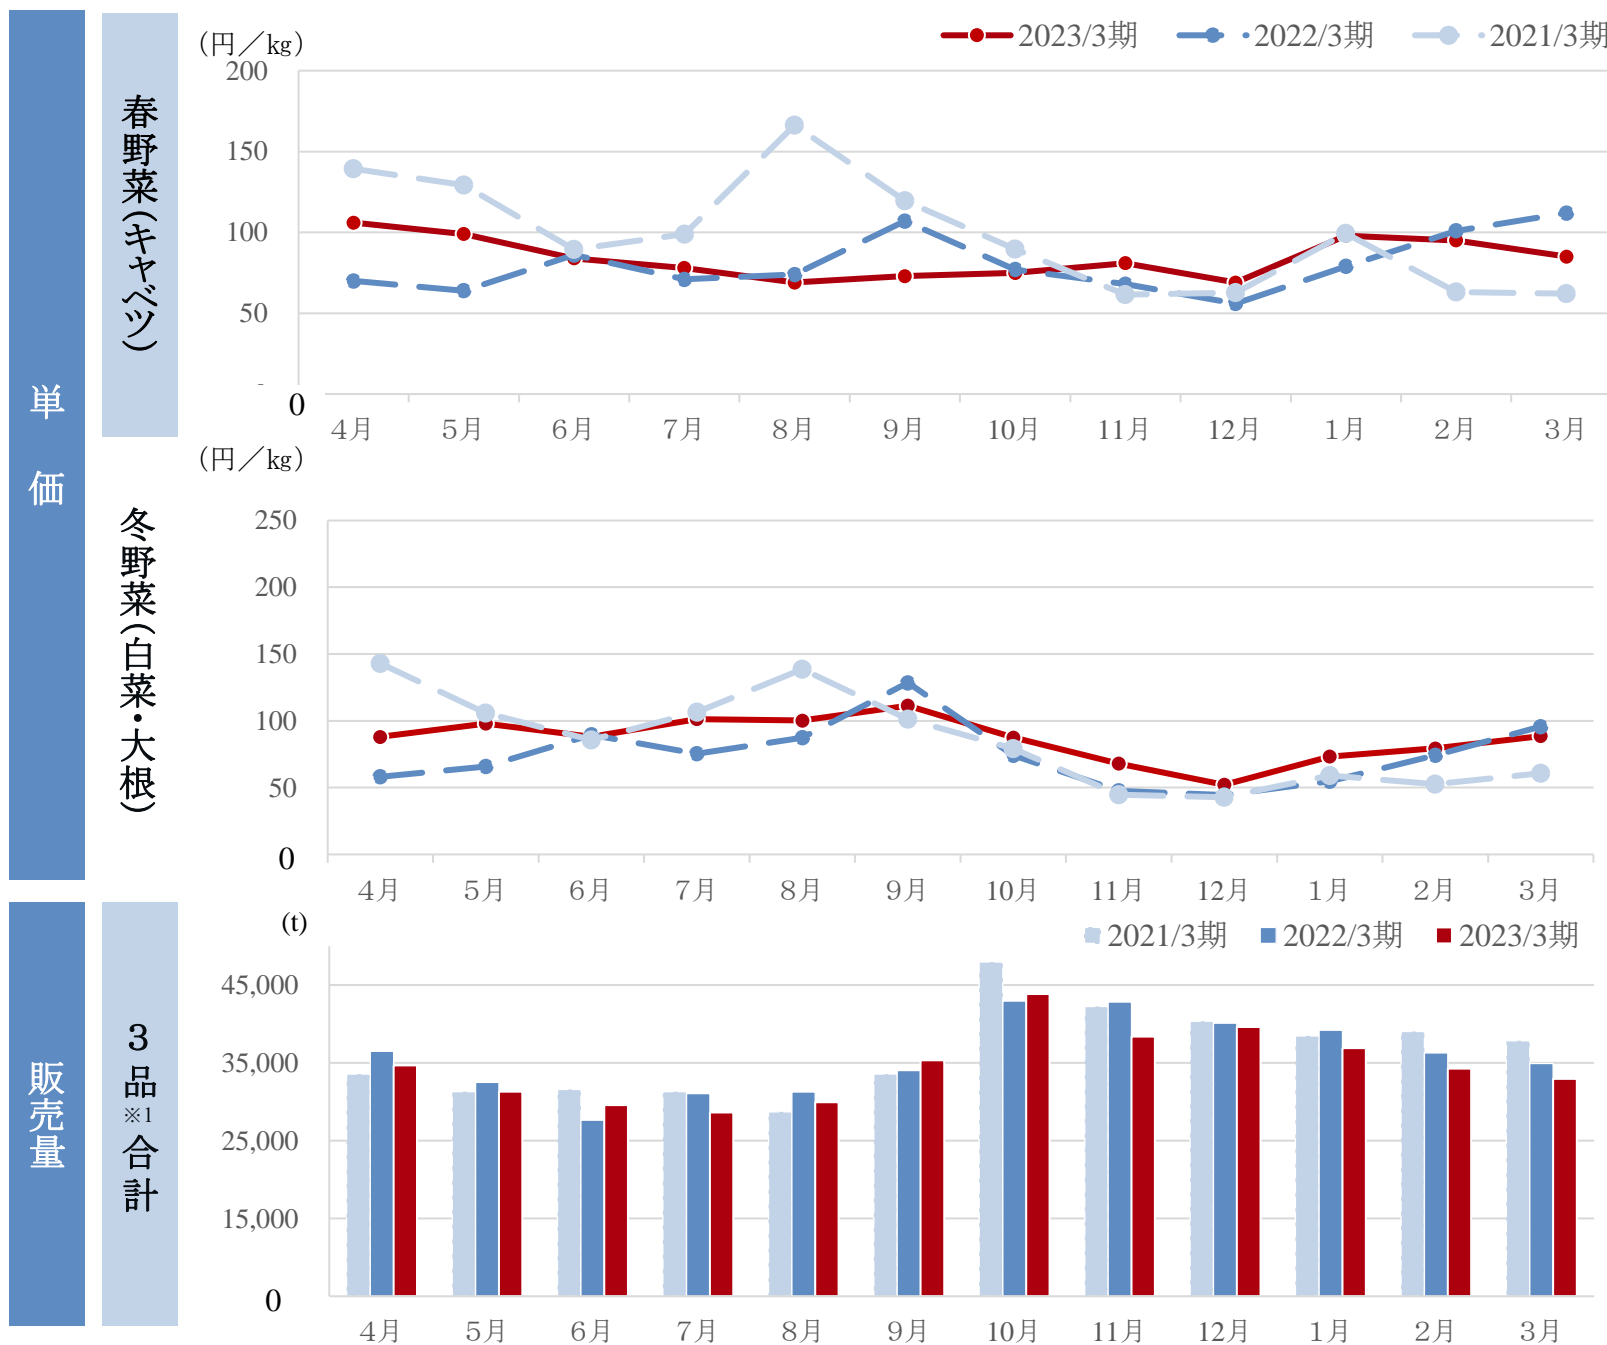 単価
春野菜(キャベツ)
(円／㎏)
2023/3期 2022/3期 2021/3期
200
150
100
50
-
0
4月 5月 6月 7月 8月 9月 10月 11月 12月 1月 2月 3月
冬野菜(白菜・大根)
(円／㎏)
250
200
150
100
50
0
4月 5月 6月 7月 8月 9月 10月 11月 12月 1月 2月 3月
販売量
３品※1合計
(t)
2021/3期 2022/3期 2023/3期
45,000
35,000
25,000
15,000
0
4月 5月 6月 7月 8月 9月 10月 11月 12月 1月 2月 3月